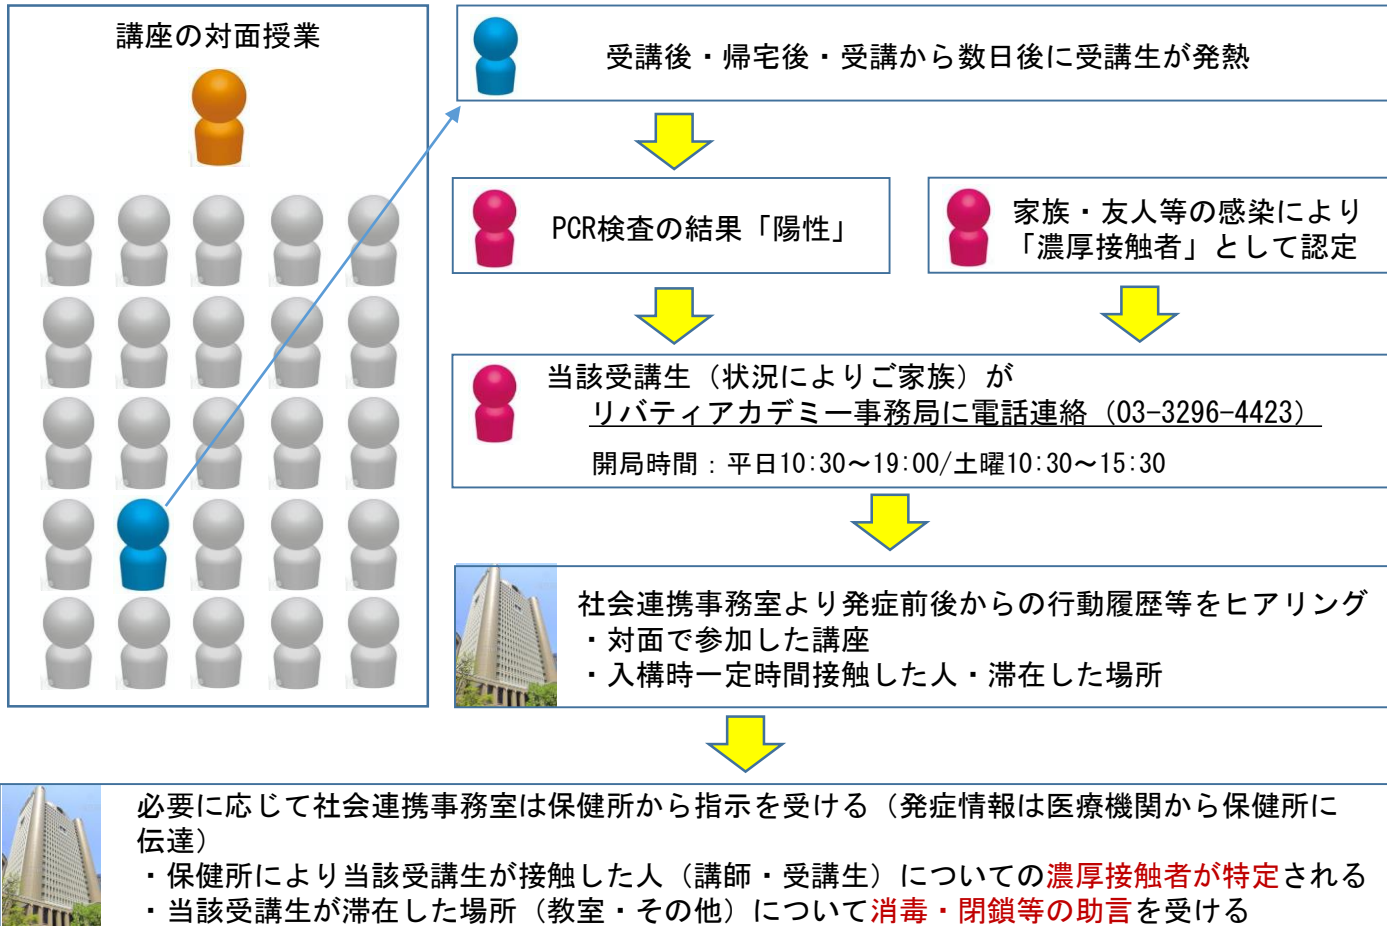 講座の対面授業
受講後・帰宅後・受講から数日後に受講生が発熱
PCR検査の結果「陽性」
家族・友人等の感染により
「濃厚接触者」として認定
当該受講生（状況によりご家族）が
リバティアカデミー事務局に電話連絡（03-3296-4423）
開局時間：平日10:30～19:00/土曜10:30～15:30
社会連携事務室より発症前後からの行動履歴等をヒアリング
・対面で参加した講座
・入構時一定時間接触した人・滞在した場所
必要に応じて社会連携事務室は保健所から指示を受ける（発症情報は医療機関から保健所に
伝達）
・保健所により当該受講生が接触した人（講師・受講生）についての濃厚接触者が特定される
・当該受講生が滞在した場所（教室・その他）について消毒・閉鎖等の助言を受ける